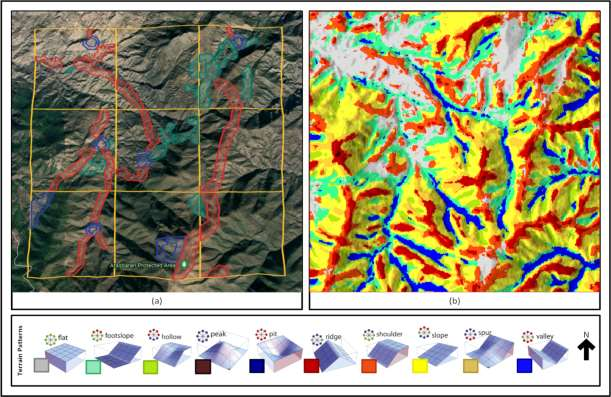 Arasbaran Protected Area
(a)
(b)
Terrain Patterns
flat
footslope
hollow
peak
pit
ridge
shoulder
slope
spur
valley
N